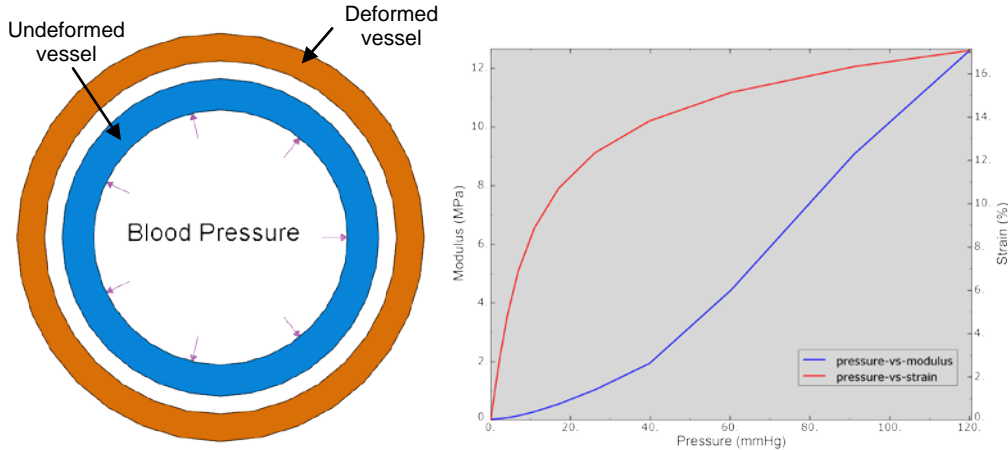 Undeformed
vessel
Deformed
vessel
Blood Pressure
Modulus (MPa)
12.
10.
8.
6.
4.
2.
0.
0.
20.
40.
60.
80.
100.
120.
Pressure (mmHg)
16.
14.
12.
10.
8.
6.
4.
2.
0.
Strain (%)
pressure-vs-modulus
pressure-vs-strain